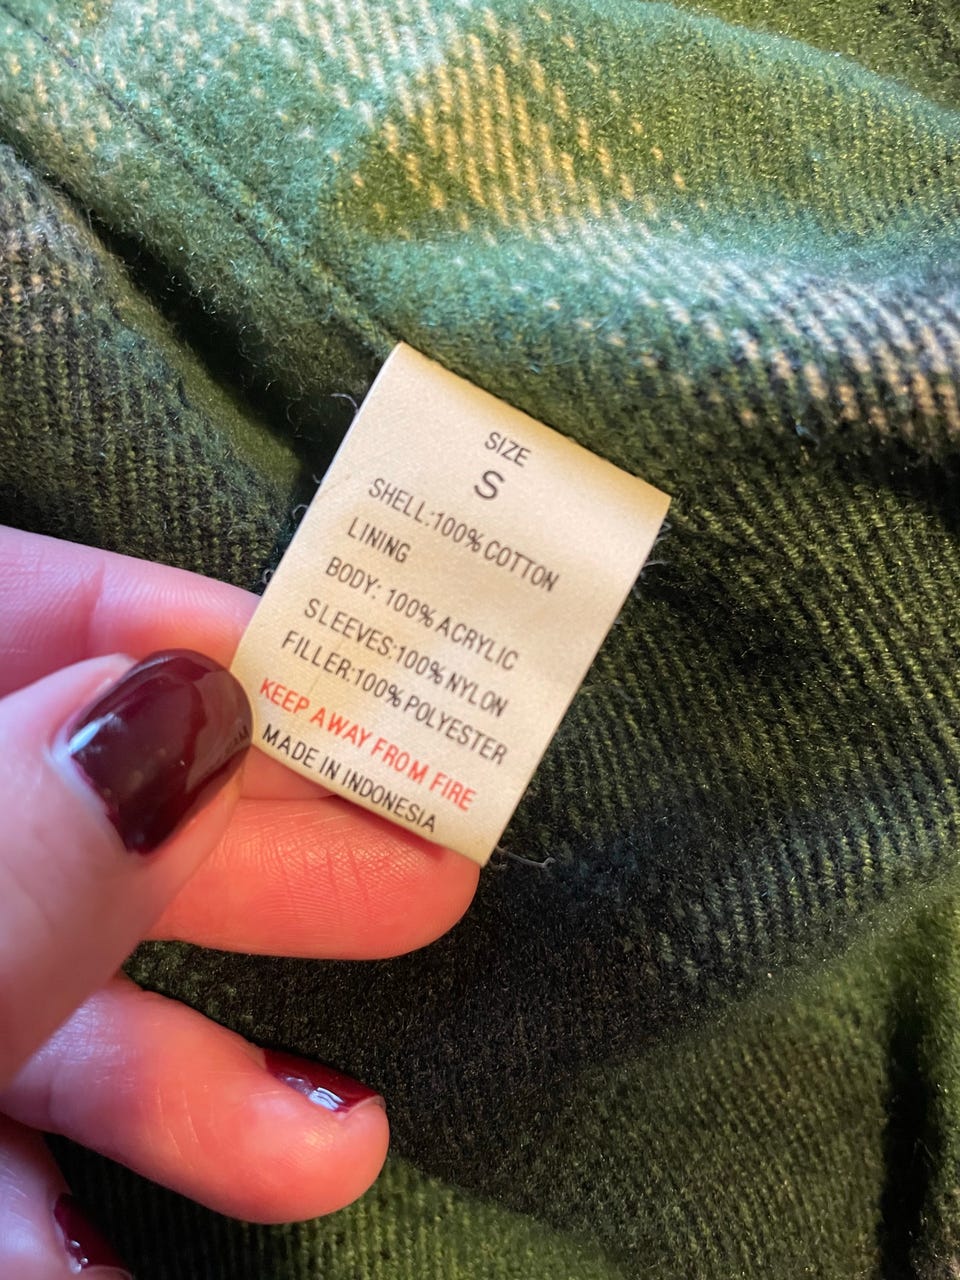 SIZE
S
SHELL:100% COTTON
LINING
BODY: 100% ACRYLIC
SLEEVES:100% NYLON
FILLER:100% POLYESTER
KEEP AWAY FROM FIRE
MADE IN INDONESIA